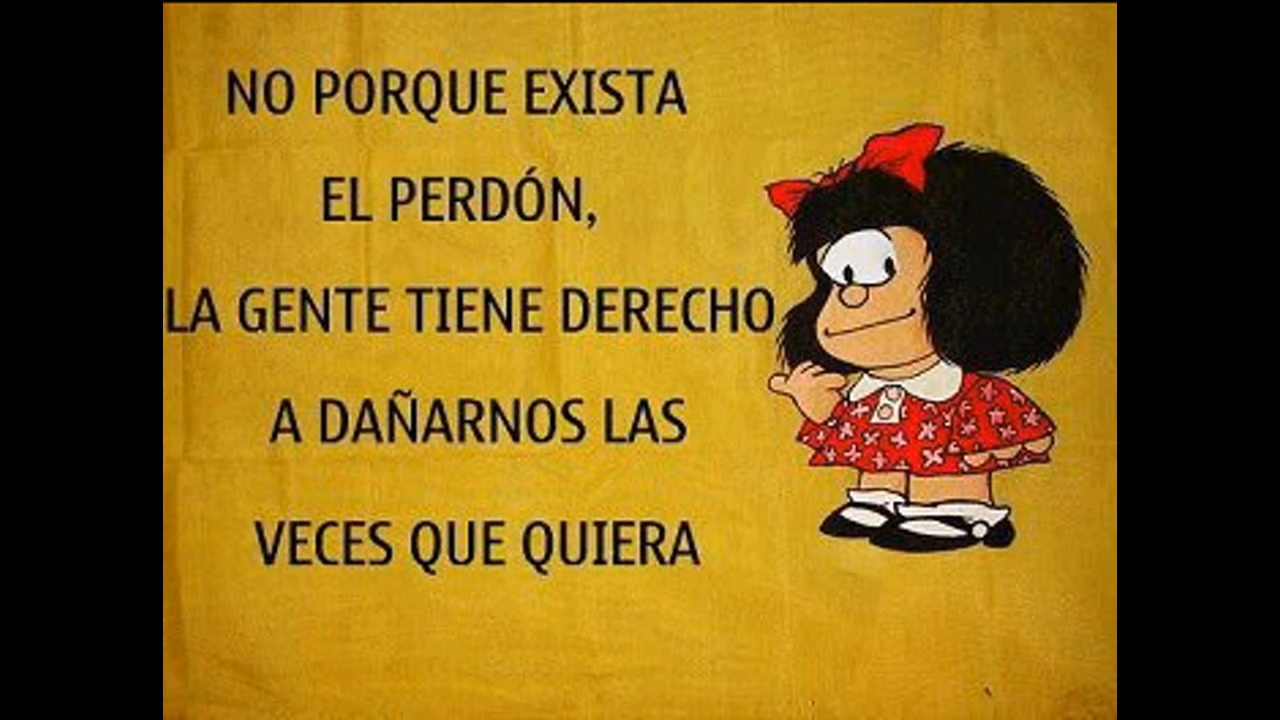 NO PORQUE EXISTA
EL PERDÓN,
LA GENTE TIENE DERECHO
A DAÑARNOS LAS
VECES QUE QUIERA